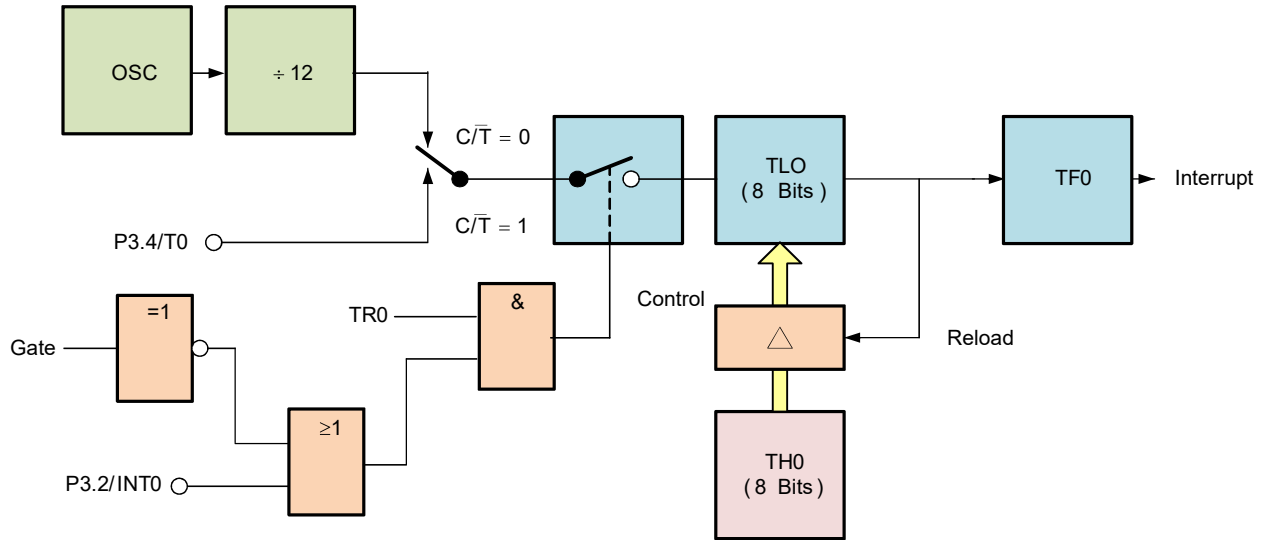 OSC
÷ 12
C/T̅ = 0
C/T̅ = 1
P3.4/T0
TLO
( 8 Bits )
TF0
Interrupt
Gate
=1
TR0
&
Control
△
Reload
≥1
P3.2/INT0
TH0
( 8 Bits )